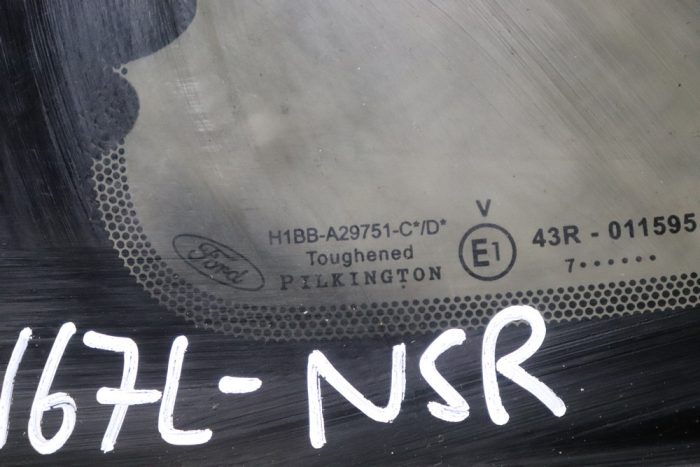 V
H1BB-A29751-C*/D*
Ford
Toughened
E1
43R - 011595
PILKINGTON
7••••••
167L-NSR